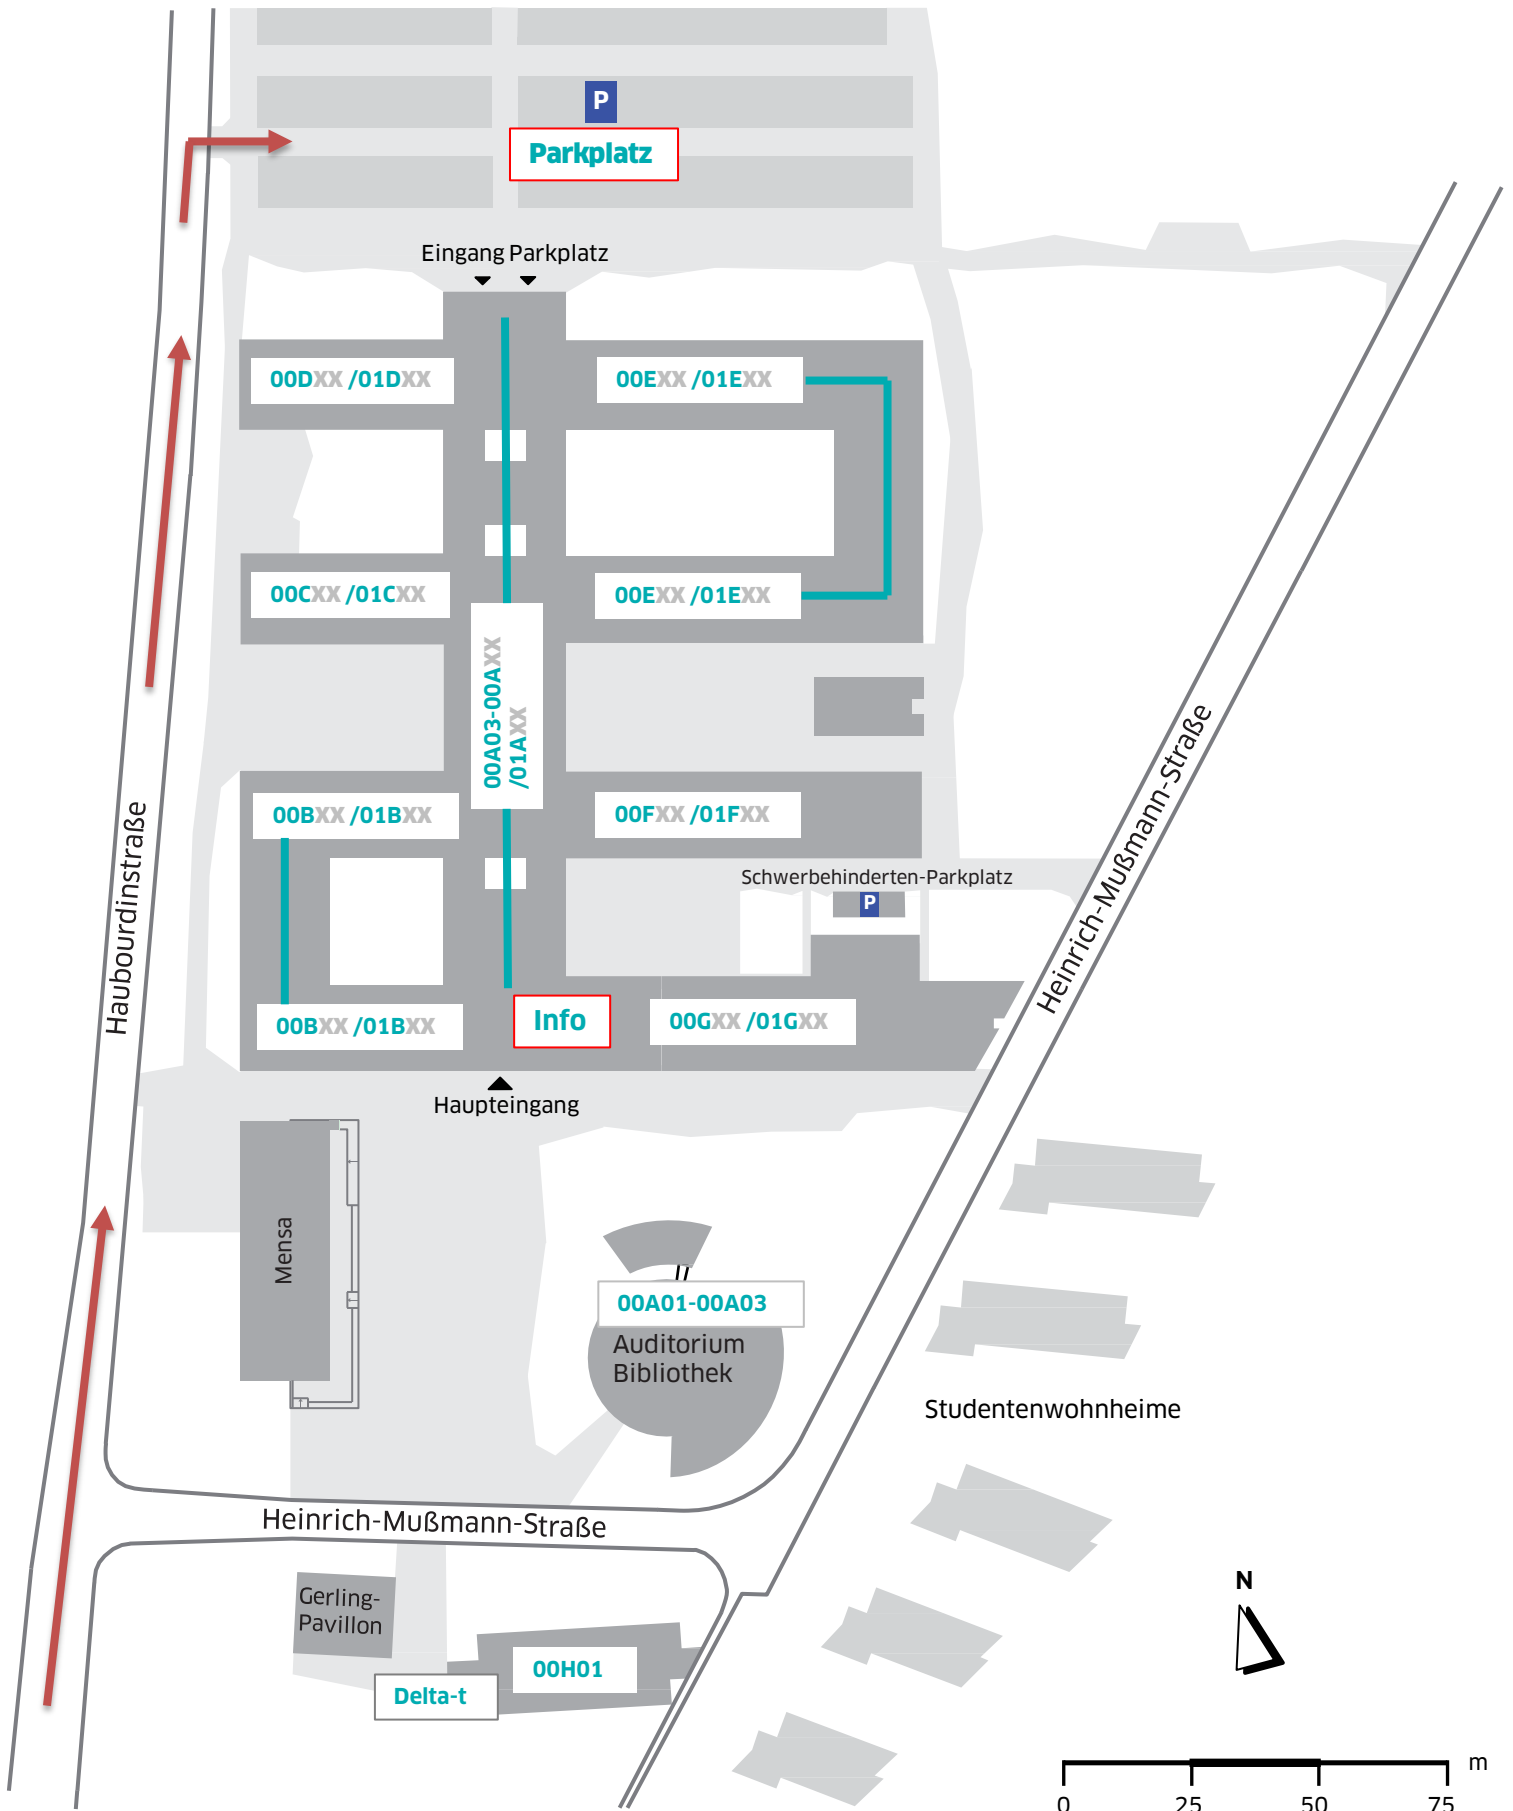 P
Parkplatz
Eingang Parkplatz
00DXX /01DXX
00EXX /01EXX
00CXX /01CXX
00EXX /01EXX
00A03-00AXX
/01AXX
00BXX /01BXX
00FXX /01FXX
Schwerbehinderten-Parkplatz
P
Haubourdinstraße
Heinrich-Mußmann-Straße
00BXX /01BXX
Info
00GXX /01GXX
Haupteingang
Mensa
00A01-00A03
Auditorium
Bibliothek
Studentenwohnheime
Heinrich-Mußmann-Straße
Gerling-
Pavillon
00H01
Delta-t
N
m
0 25 50 75